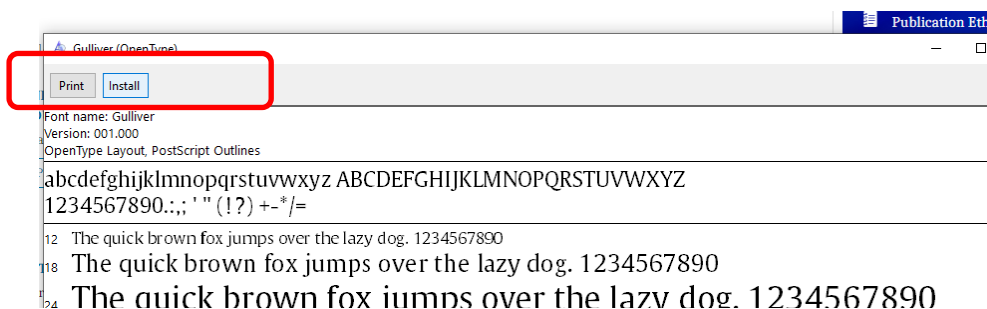 Publication Eth
Gulliver (OpenType)
Print Install
Font name: Gulliver
Version: 001.000
OpenType Layout, PostScript Outlines
abcdefghijklmnopqrstuvwxyz ABCDEFGHIJKLMNOPQRSTUVWXYZ
1234567890.:,; ' " (!?) +-*/=
12 The quick brown fox jumps over the lazy dog. 1234567890
18 The quick brown fox jumps over the lazy dog. 1234567890
24 The quick brown fox jumps over the lazy dog. 1234567890